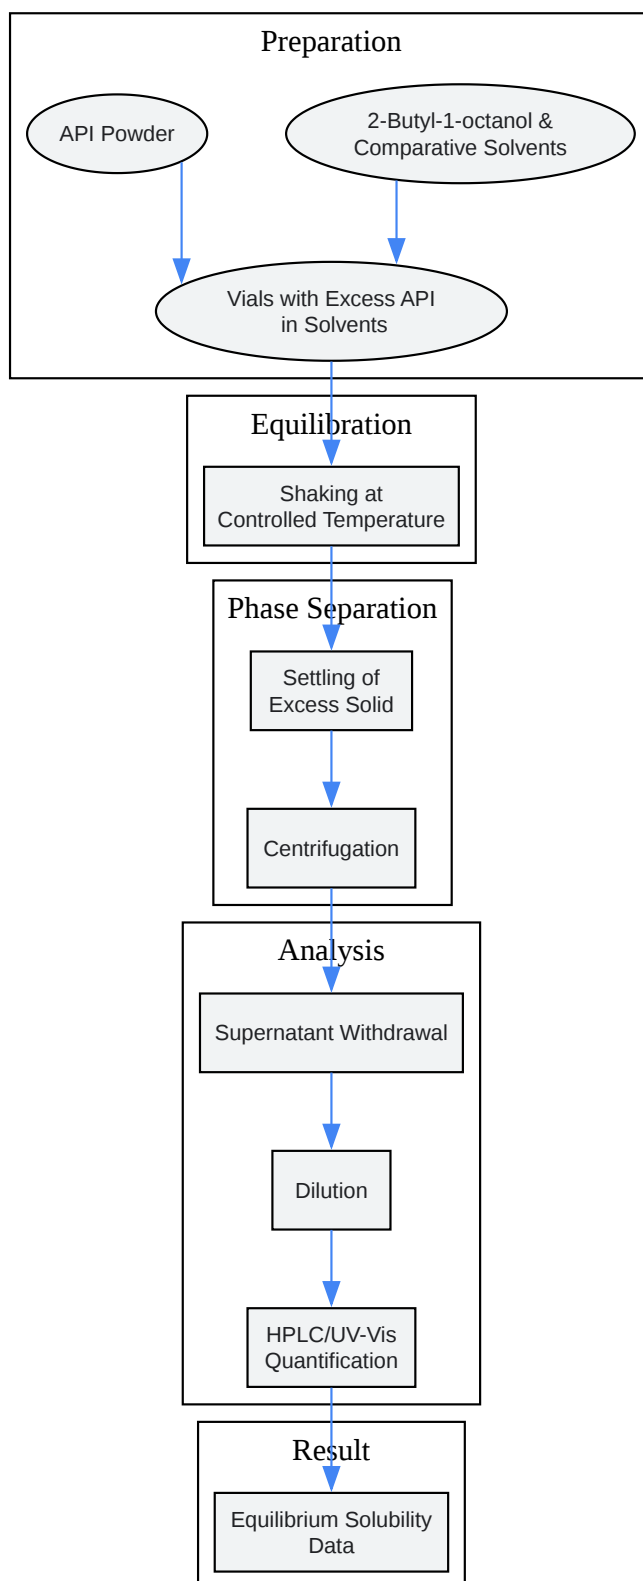 Preparation
API Powder
2-Butyl-1-octanol &
Comparative Solvents
Vials with Excess API
in Solvents
Equilibration
Shaking at
Controlled Temperature
Phase Separation
Settling of
Excess Solid
Centrifugation
Analysis
Supernatant Withdrawal
Dilution
HPLC/UV-Vis
Quantification
Result
Equilibrium Solubility
Data